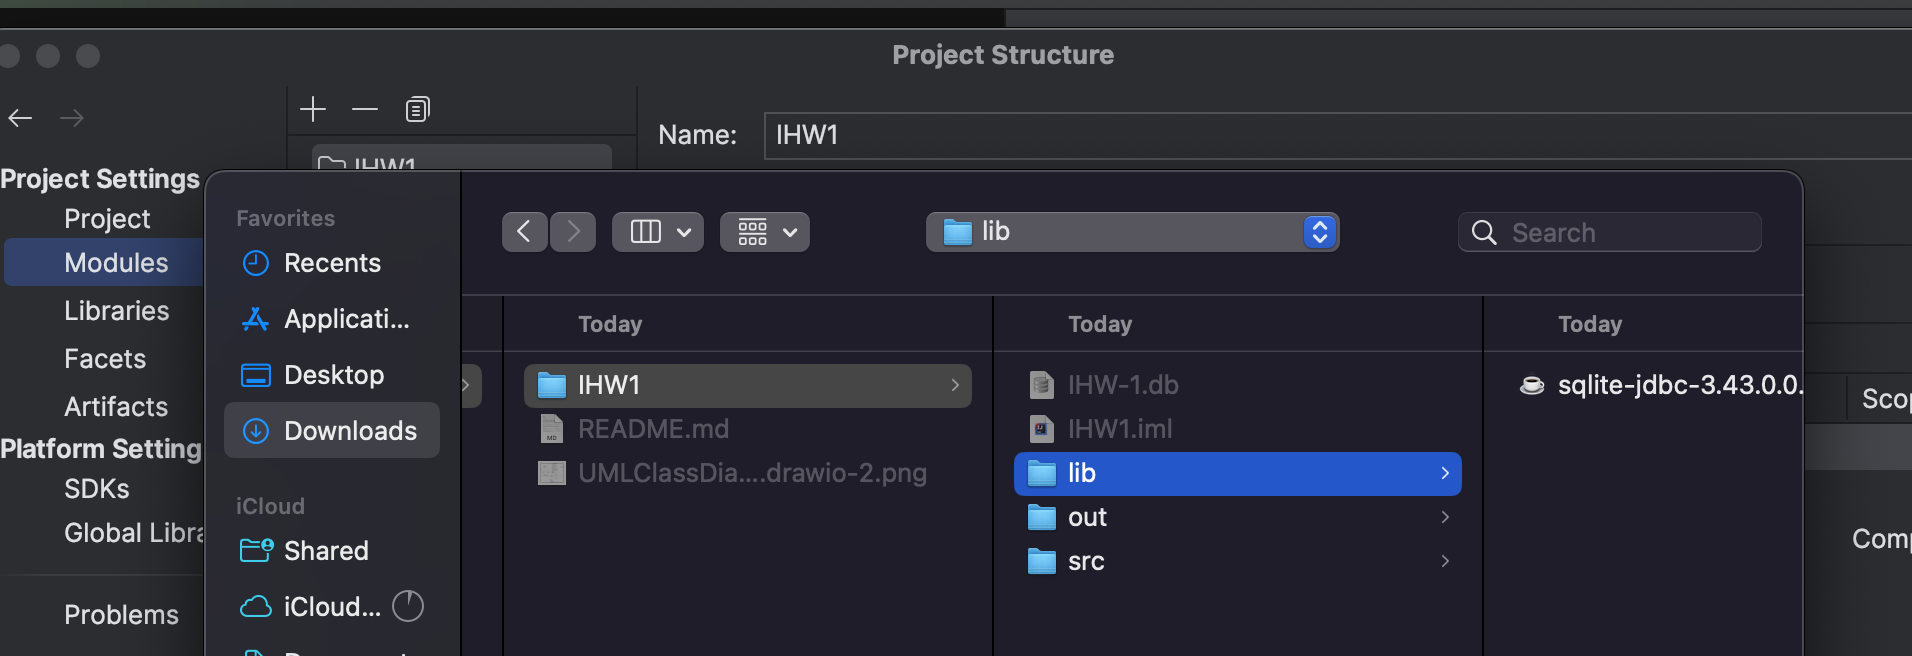 Project Structure
Name:
IHW1
IHW1
Project Settings
Project
Modules
Libraries
Facets
Artifacts
Platform Setting
SDKs
Global Libra
Problems
Favorites
Recents
Applicati...
Desktop
Downloads
iCloud
Shared
iCloud...
lib
Search
Today
IHW1
README.md
UMLClassDia....drawio-2.png
Today
IHW-1.db
IHW1.iml
lib
out
src
Today
sqlite-jdbc-3.43.0.0.
Scop
Comp